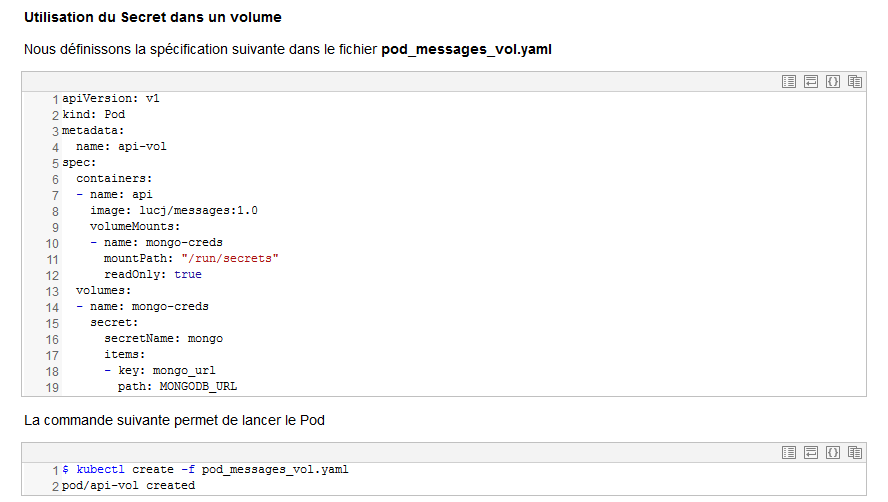 Utilisation du Secret dans un volume
Nous définissons la spécification suivante dans le fichier pod_messages_vol.yaml
1 apiVersion: v1
2 kind: Pod
3 metadata:
4   name: api-vol
5 spec:
6   containers:
7   - name: api
8     image: lucj/messages:1.0
9     volumeMounts:
10     - name: mongo-creds
11       mountPath: "/run/secrets"
12       readOnly: true
13   volumes:
14   - name: mongo-creds
15     secret:
16       secretName: mongo
17       items:
18       - key: mongo_url
19         path: MONGODB_URL
La commande suivante permet de lancer le Pod
1 $ kubectl create -f pod_messages_vol.yaml
2 pod/api-vol created